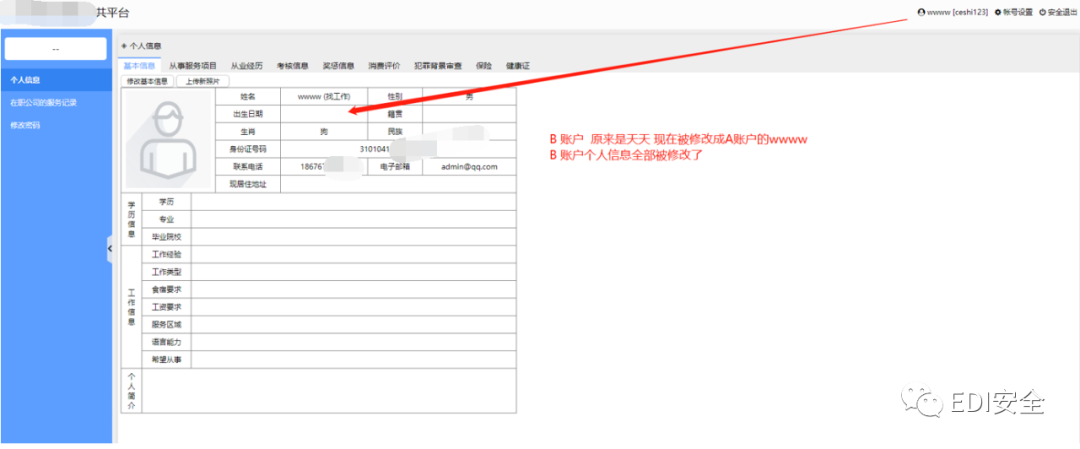 共平台
wwww [ceshi123] 帐号设置 安全退出
--
个人信息
在职公司的服务记录
修改密码
个人信息
基本信息 从事服务项目 从业经历 考核信息 奖惩信息 消费评价 犯罪背景审查 保险 健康证
修改基本信息 上传新照片
姓名 wwww (找工作) 性别 男
出生日期 籍贯
生肖 狗 民族
身份证号码 3101041
联系电话 18676 电子邮箱 admin@qq.com
现居住地址
学历信息
学历
专业
毕业院校
工作信息
工作经验
工作类型
食宿要求
工资要求
服务区域
语言能力
希望从事
个人简介
B 账户 原来是天天 现在被修改成A账户的wwww
B 账户个人信息全部被修改了
EDI安全